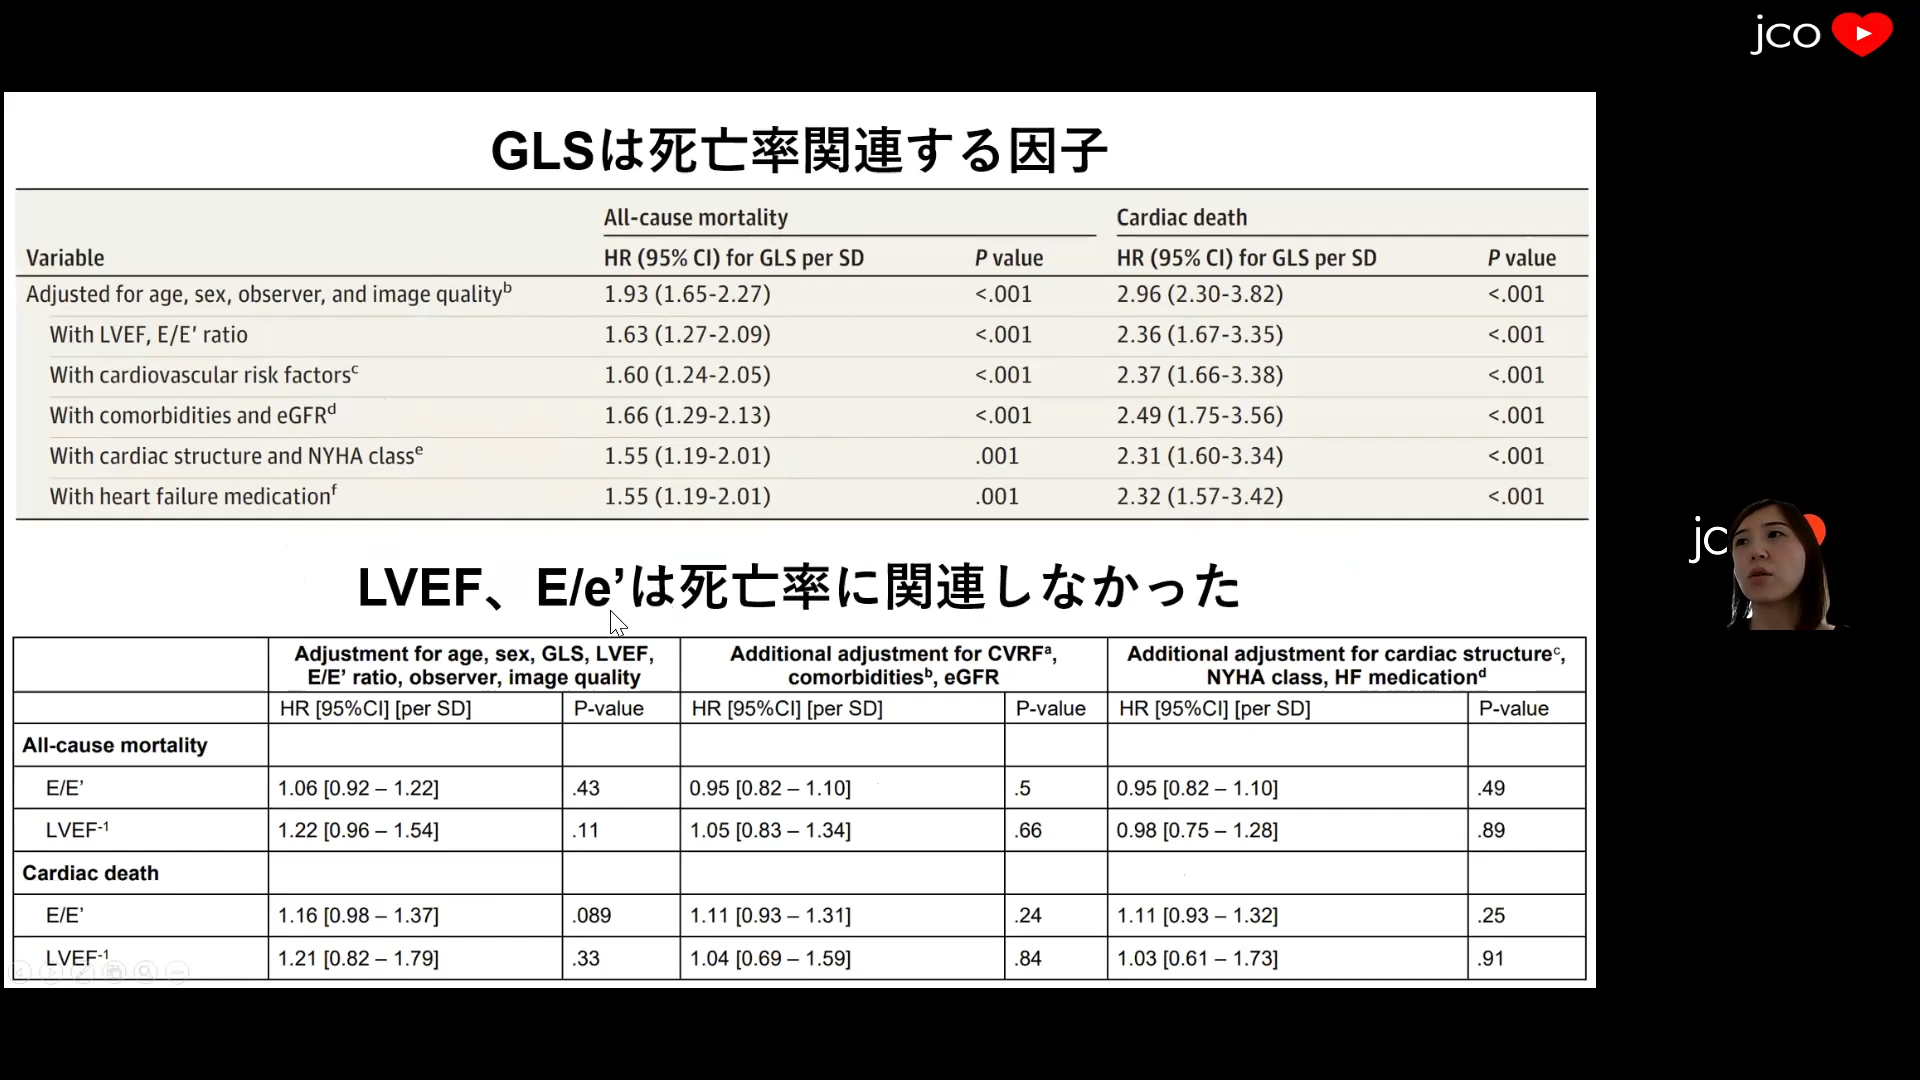 jco
GLSは死亡率関連する因子
All-cause mortality Cardiac death
Variable HR (95% CI) for GLS per SD P value HR (95% CI) for GLS per SD P value
Adjusted for age, sex, observer, and image qualityᵇ 1.93 (1.65-2.27) <.001 2.96 (2.30-3.82) <.001
With LVEF, E/E′ ratio 1.63 (1.27-2.09) <.001 2.36 (1.67-3.35) <.001
With cardiovascular risk factorsᶜ 1.60 (1.24-2.05) <.001 2.37 (1.66-3.38) <.001
With comorbidities and eGFRᵈ 1.66 (1.29-2.13) <.001 2.49 (1.75-3.56) <.001
With cardiac structure and NYHA classᵉ 1.55 (1.19-2.01) .001 2.31 (1.60-3.34) <.001
With heart failure medicationᶠ 1.55 (1.19-2.01) .001 2.32 (1.57-3.42) <.001
jc
LVEF、E/e’は死亡率に関連しなかった
Adjustment for age, sex, GLS, LVEF, Additional adjustment for CVRFᵃ, Additional adjustment for cardiac structureᶜ,
E/E’ ratio, observer, image quality comorbiditiesᵇ, eGFR NYHA class, HF medicationᵈ
HR [95%CI] [per SD] P-value HR [95%CI] [per SD] P-value HR [95%CI] [per SD] P-value
All-cause mortality
E/E’ 1.06 [0.92 – 1.22] .43 0.95 [0.82 – 1.10] .5 0.95 [0.82 – 1.10] .49
LVEF⁻¹ 1.22 [0.96 – 1.54] .11 1.05 [0.83 – 1.34] .66 0.98 [0.75 – 1.28] .89
Cardiac death
E/E’ 1.16 [0.98 – 1.37] .089 1.11 [0.93 – 1.31] .24 1.11 [0.93 – 1.32] .25
LVEF⁻¹ 1.21 [0.82 – 1.79] .33 1.04 [0.69 – 1.59] .84 1.03 [0.61 – 1.73] .91